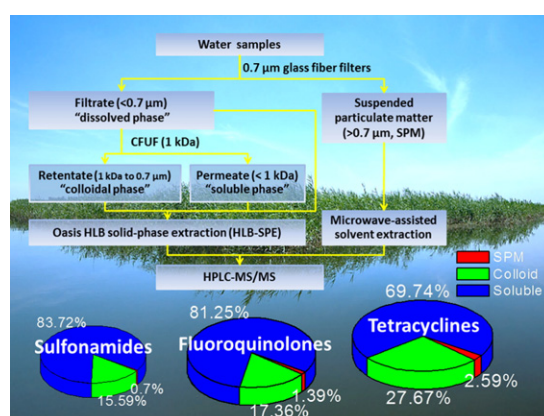 Water samples
0.7 µm glass fiber filters
Filtrate (<0.7 µm)
"dissolved phase"
Suspended
particulate matter
(>0.7 µm, SPM)
CFUF (1 kDa)
Retentate (1 kDa to 0.7 µm)
"colloidal phase"
Permeate (< 1 kDa)
"soluble phase"
Oasis HLB solid-phase extraction (HLB-SPE)
Microwave-assisted
solvent extraction
HPLC-MS/MS
SPM
Colloid
Soluble
83.72%
Sulfonamides
0.7%
15.59%
81.25%
Fluoroquinolones
1.39%
17.36%
69.74%
Tetracyclines
2.59%
27.67%